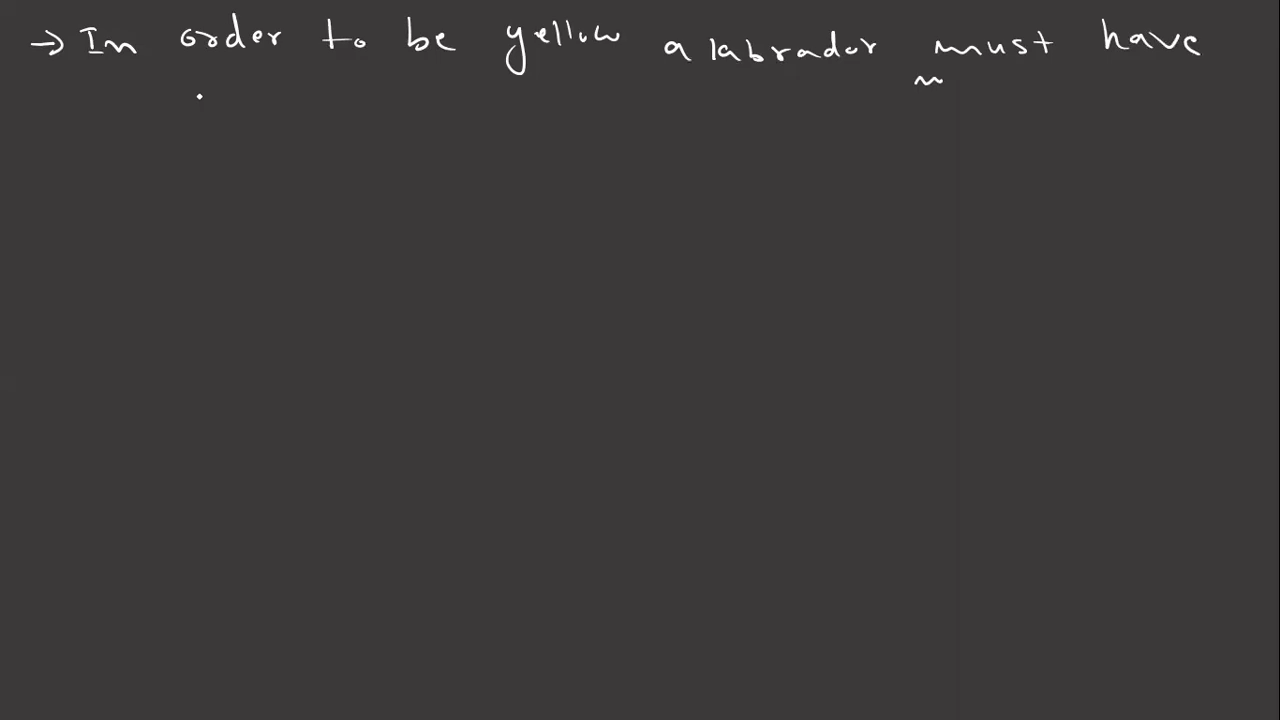 → In order to be yellow a labrador must have